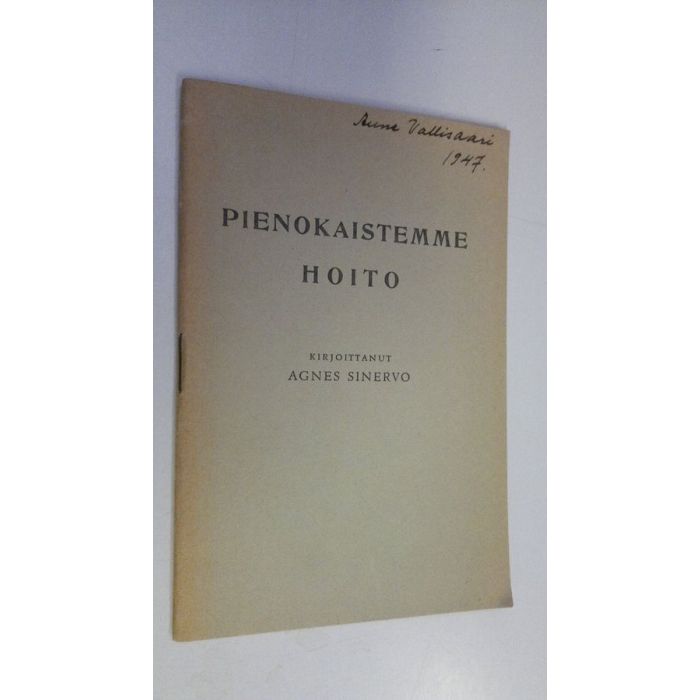 Aune Vallisaari
1947.
PIENOKAISTEMME
HOITO
KIRJOITTANUT
AGNES SINERVO